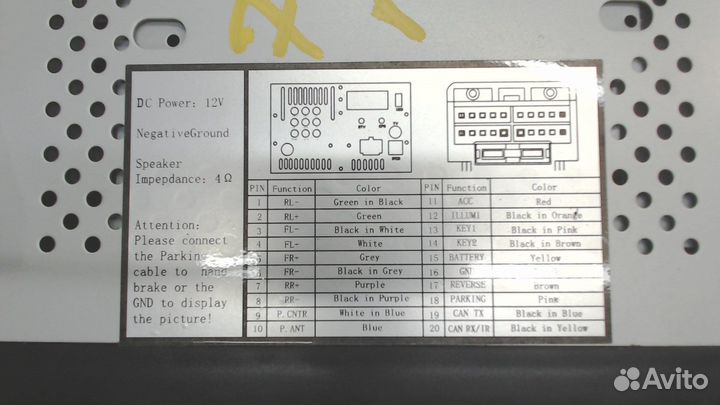 DC Power: 12V
NegativeGround
Speaker
Impepdance: 4Ω
Attention:
Please connect
the Parking
cable to hand
brake or the
GND to display
the picture!
PIN Function Color PIN Function Color
1 RL- Green in Black 11 ACC Red
2 RL+ Green 12 ILLUMI Black in Orange
3 FL- Black in White 13 KEY1 Black in Pink
4 FL- White 14 KEY2 Black in Brown
FR+ Grey 15 BATTERY Yellow
FR- Black in Grey 16 GND
7 RR+ Purple 17 REVERSE Brown
8 RR- Black in Purple 18 PARKING Pink
9 P. CNTR White in Blue 19 CAN TX Black in Blue
10 P. ANT Blue 20 CAN RX/IR Black in Yellow
Avito